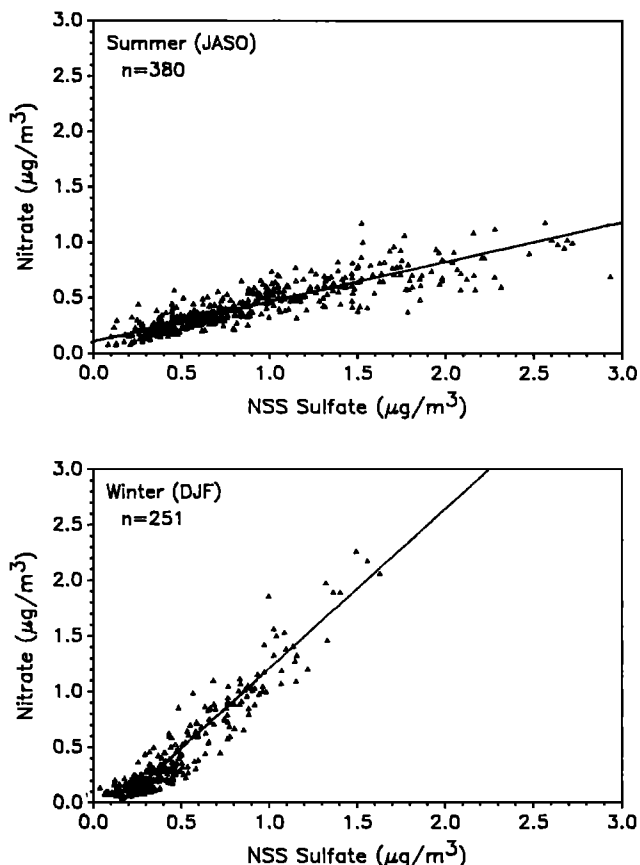 Summer (JASO)
n=380
Nitrate (μg/m³)
3.0
2.5
2.0
1.5
1.0
0.5
0.0
0.0 0.5 1.0 1.5 2.0 2.5 3.0
NSS Sulfate (μg/m³)
Winter (DJF)
n=251
Nitrate (μg/m³)
3.0
2.5
2.0
1.5
1.0
0.5
0.0
0.0 0.5 1.0 1.5 2.0 2.5 3.0
NSS Sulfate (μg/m³)